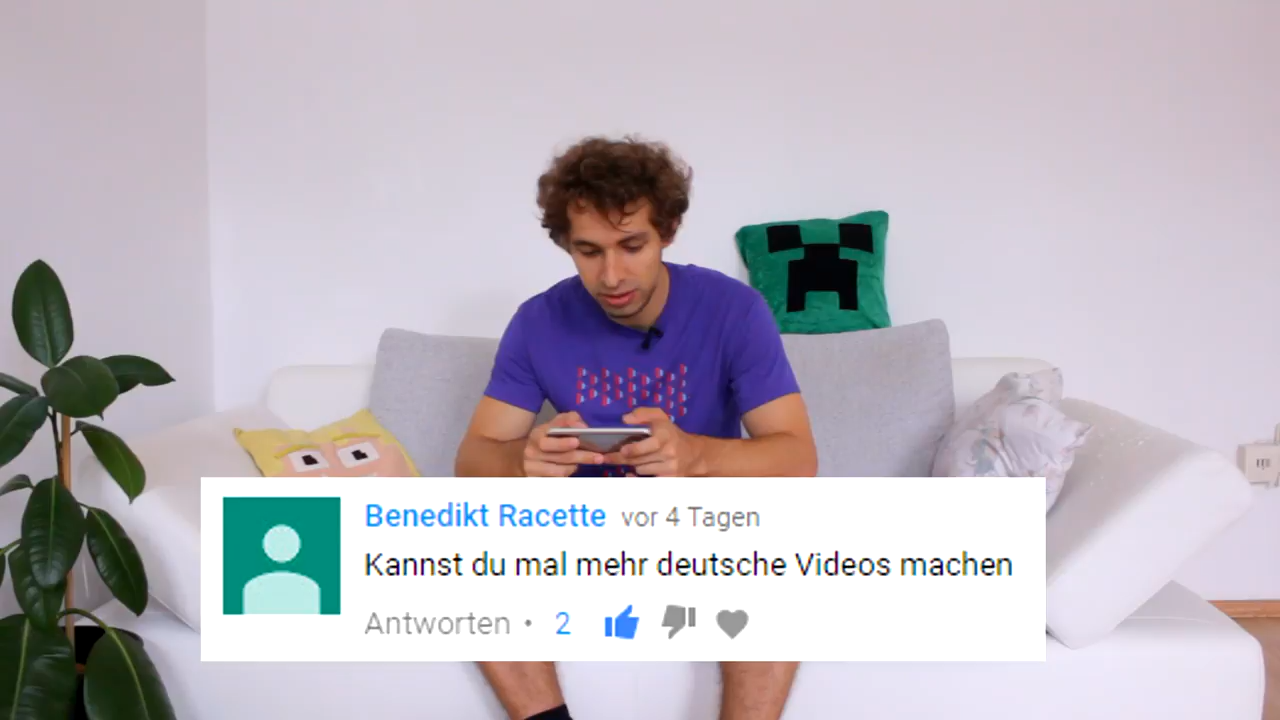 Benedikt Racette vor 4 Tagen
Kannst du mal mehr deutsche Videos machen
Antworten • 2